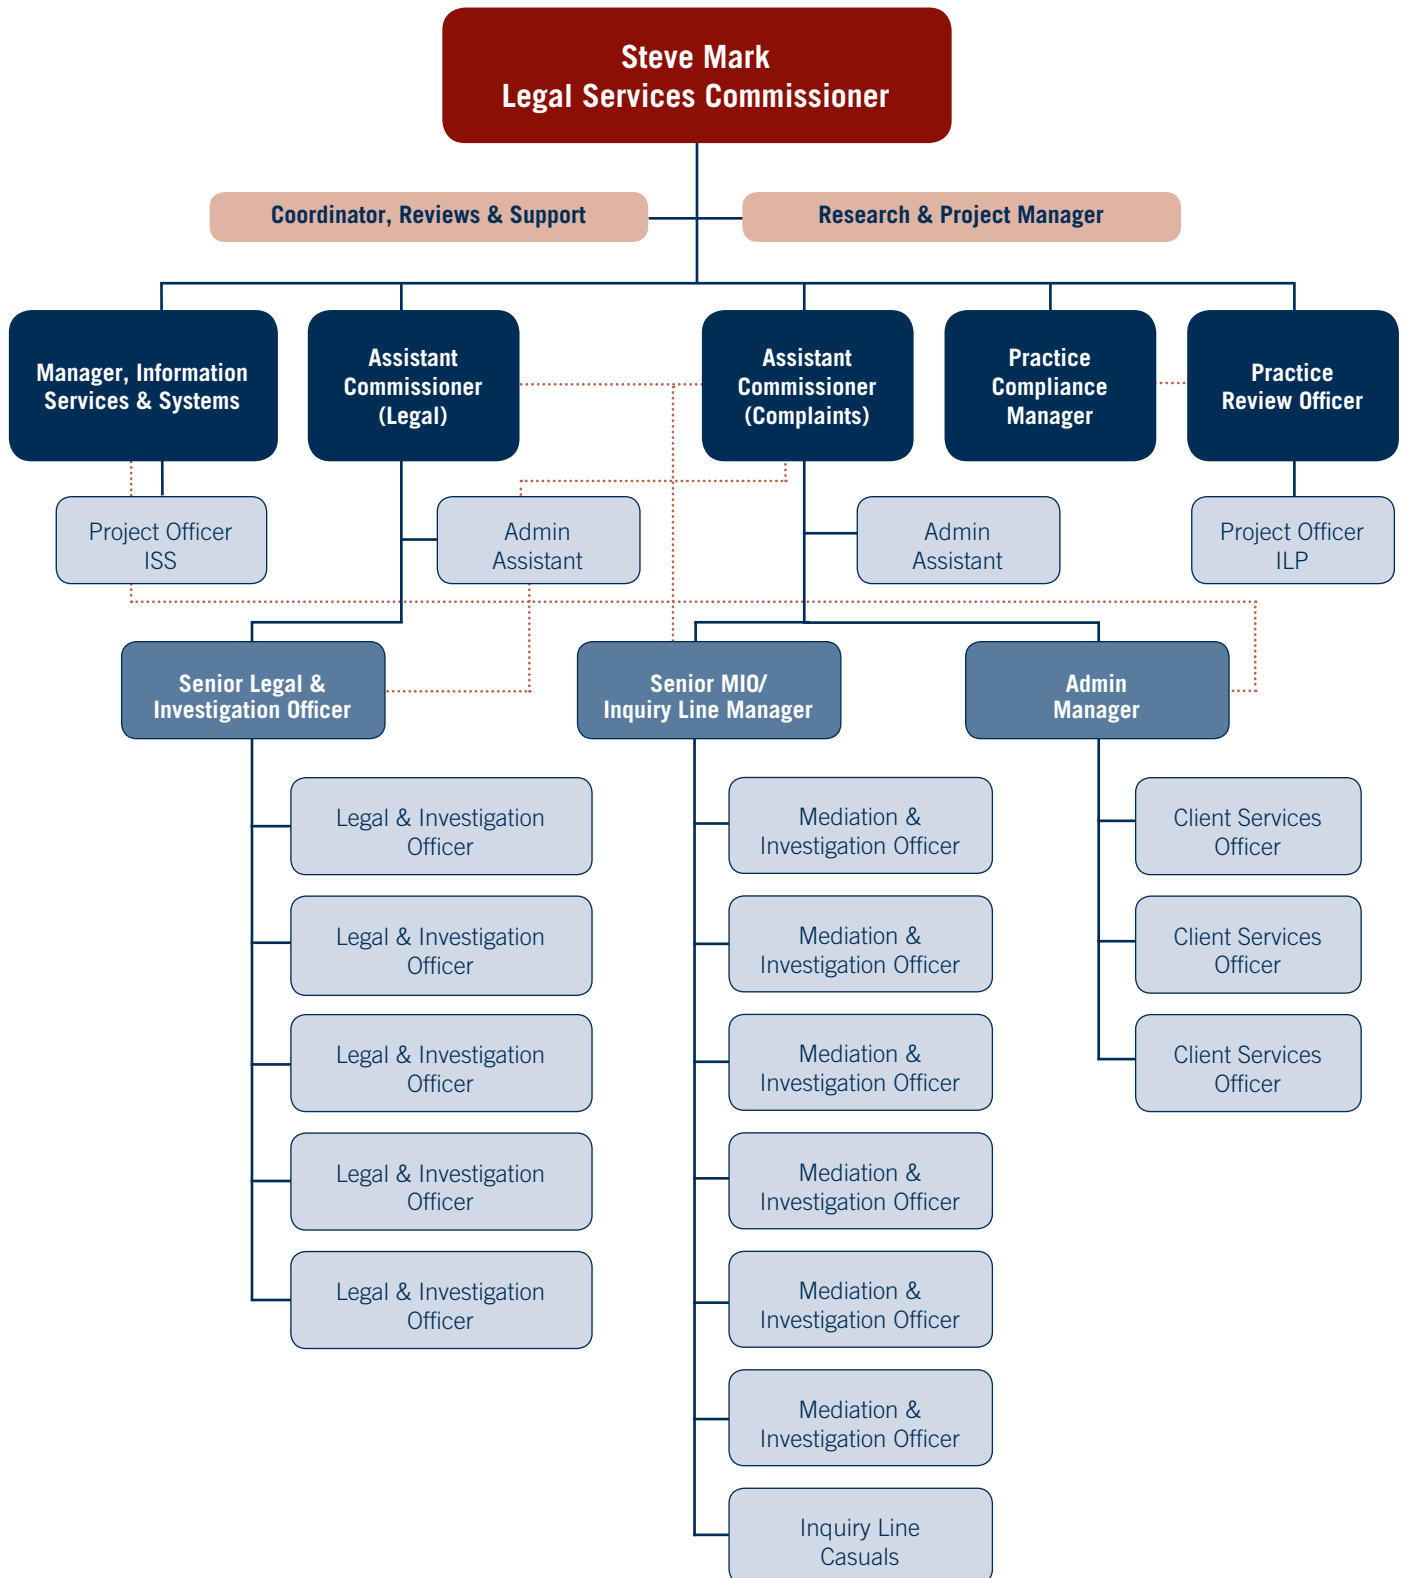 Steve Mark
Legal Services Commissioner
Coordinator, Reviews & Support
Research & Project Manager
Manager, Information
Services & Systems
Assistant
Commissioner
(Legal)
Assistant
Commissioner
(Complaints)
Practice
Compliance
Manager
Practice
Review Officer
Project Officer
ISS
Admin
Assistant
Admin
Assistant
Project Officer
ILP
Senior Legal &
Investigation Officer
Senior MIO/
Inquiry Line Manager
Admin
Manager
Legal & Investigation
Officer
Legal & Investigation
Officer
Legal & Investigation
Officer
Legal & Investigation
Officer
Legal & Investigation
Officer
Mediation &
Investigation Officer
Mediation &
Investigation Officer
Mediation &
Investigation Officer
Mediation &
Investigation Officer
Mediation &
Investigation Officer
Mediation &
Investigation Officer
Inquiry Line
Casuals
Client Services
Officer
Client Services
Officer
Client Services
Officer